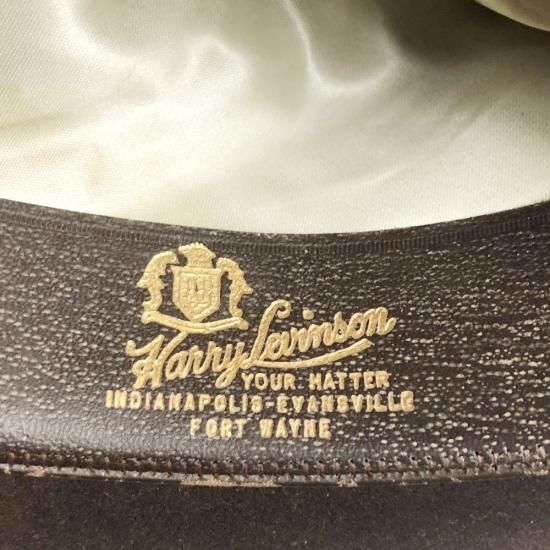 Harry Levinson
YOUR HATTER
INDIANAPOLIS-EVANSVILLE
FORT WAYNE